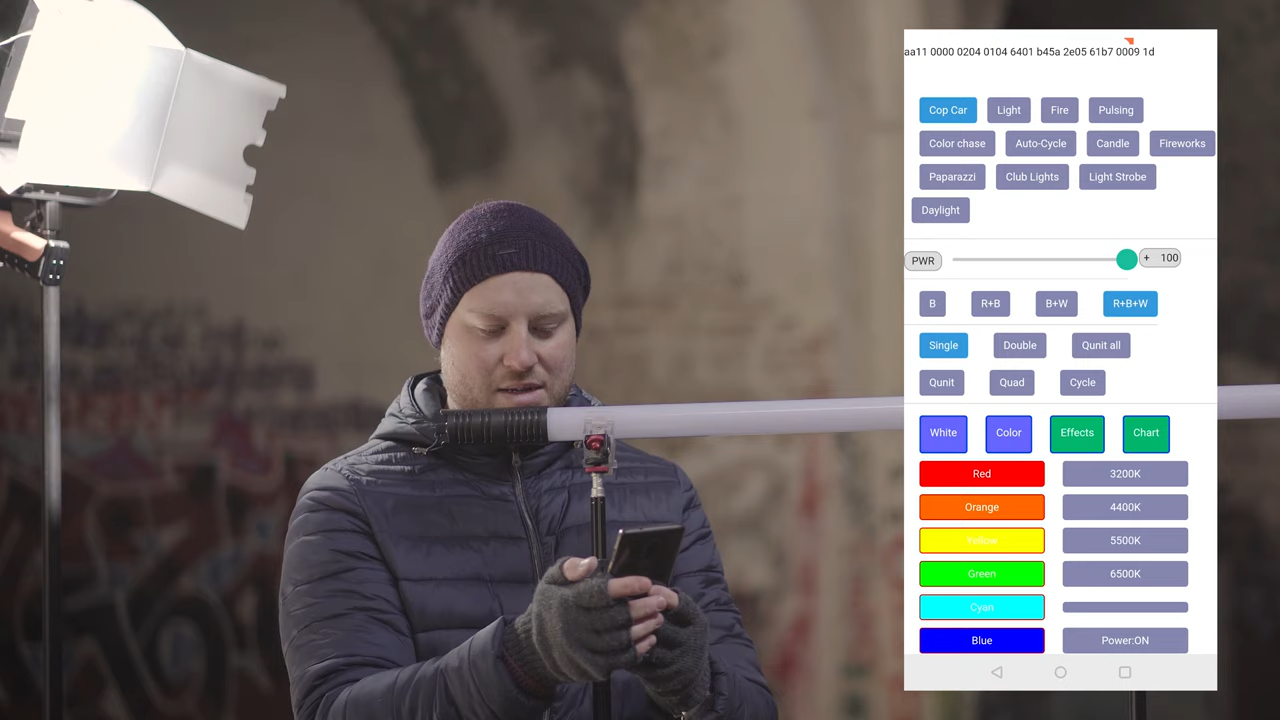 aa11 0000 0204 0104 6401 b45a 2e05 61b7 0009 1d
Cop Car Light Fire Pulsing
Color chase Auto-Cycle Candle Fireworks
Paparazzi Club Lights Light Strobe
Daylight
PWR + 100
B R+B B+W R+B+W
Single Double Qunit all
Qunit Quad Cycle
White Color Effects Chart
Red 3200K
Orange 4400K
Yellow 5500K
Green 6500K
Cyan
Blue Power:ON